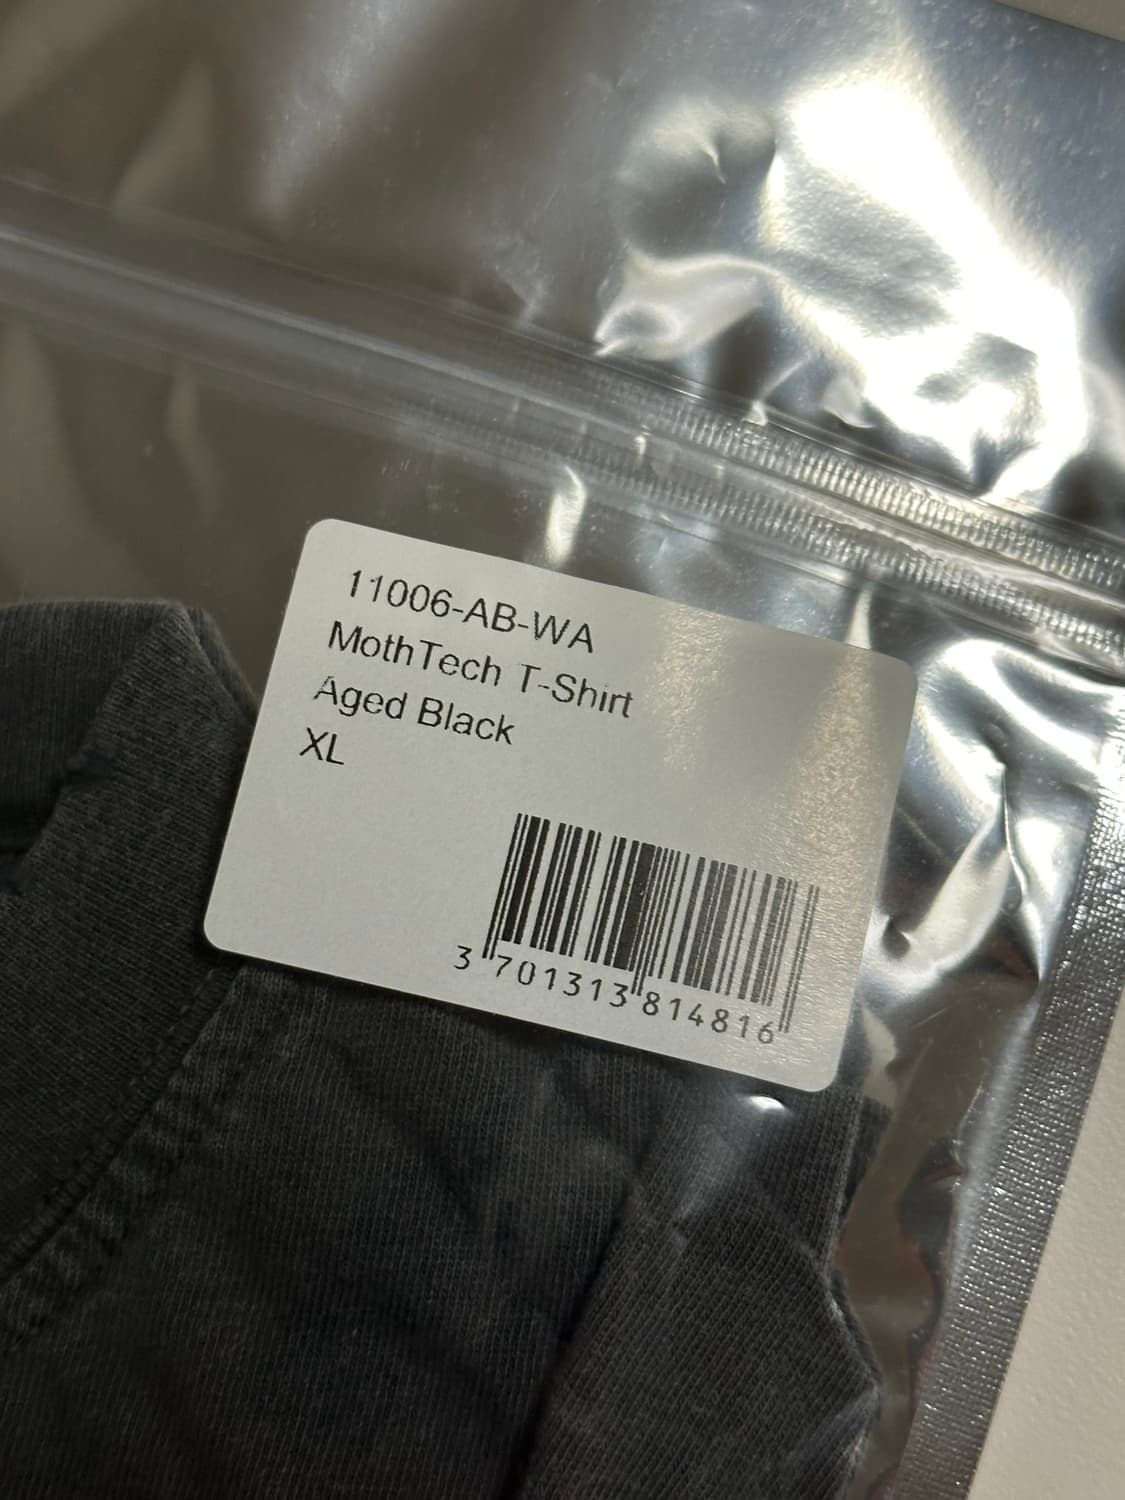 11006-AB-WA
MothTech T-Shirt
Aged Black
XL
3 701313 814816